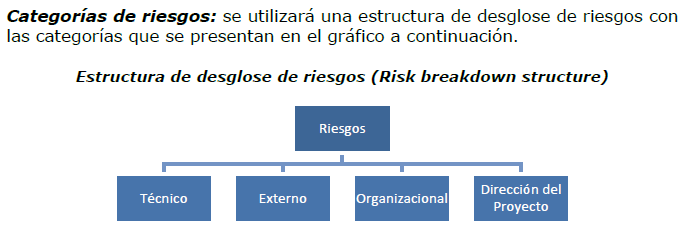 Categorías de riesgos: se utilizará una estructura de desglose de riesgos con
las categorías que se presentan en el gráfico a continuación.
Estructura de desglose de riesgos (Risk breakdown structure)
Riesgos
Técnico
Externo
Organizacional
Dirección del
Proyecto